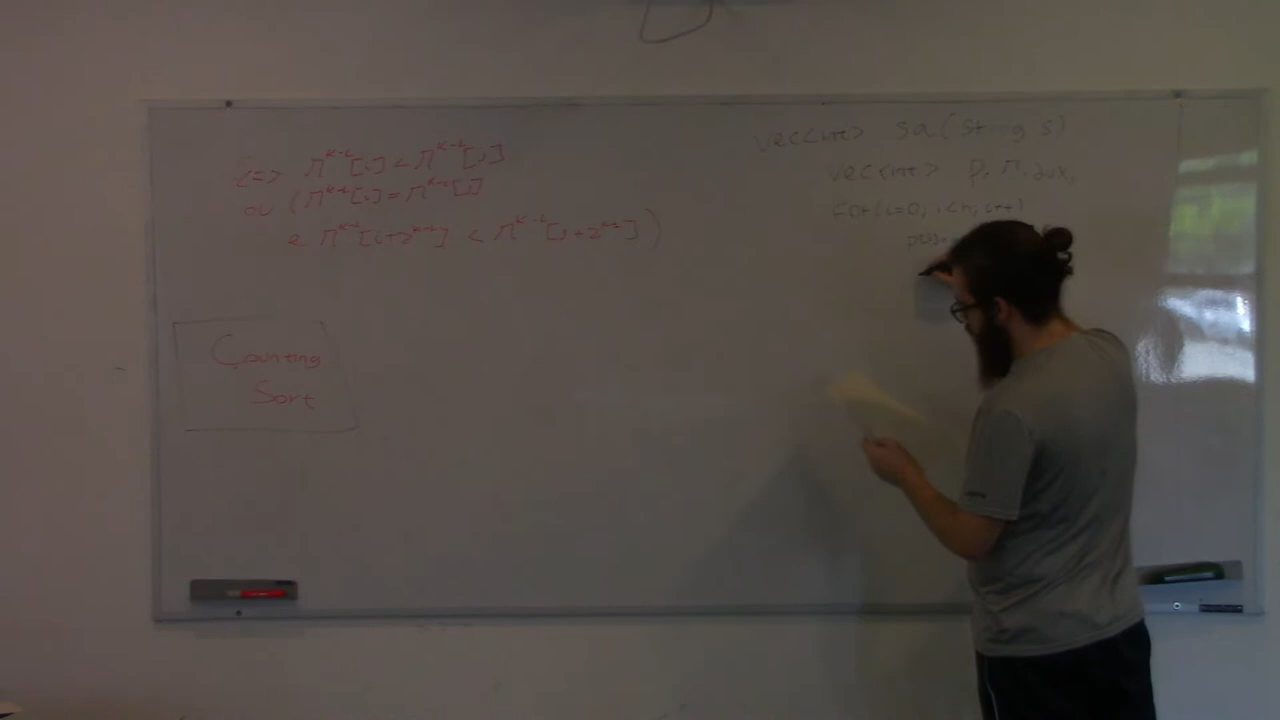 <=> Π^{k-1}[i] < Π^{k-1}[j]
ou (Π^{k-1}[i] = Π^{k-1}[j]
e Π^{k-1}[i+2^{k-1}] < Π^{k-1}[j+2^{k-1}])
Counting
Sort
vec<int> sa(string s)
vec<int> p, Π, aux,
for(i=0, i<n, i++)